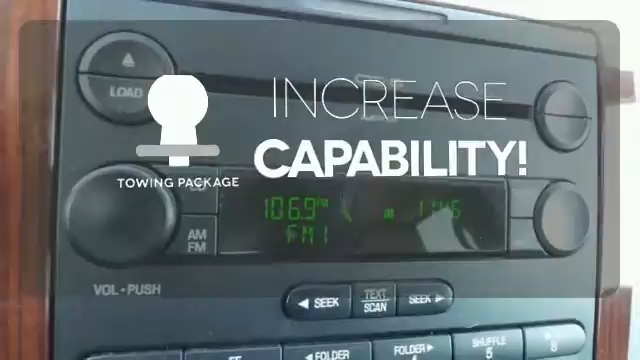 INCREASE
CAPABILITY!
TOWING PACKAGE
LOAD
106.9
FM1
AM
FM
VOL • PUSH
SEEK
TEXT
SCAN
SEEK
FOLDER
FOLDER
SHUFFLE
5